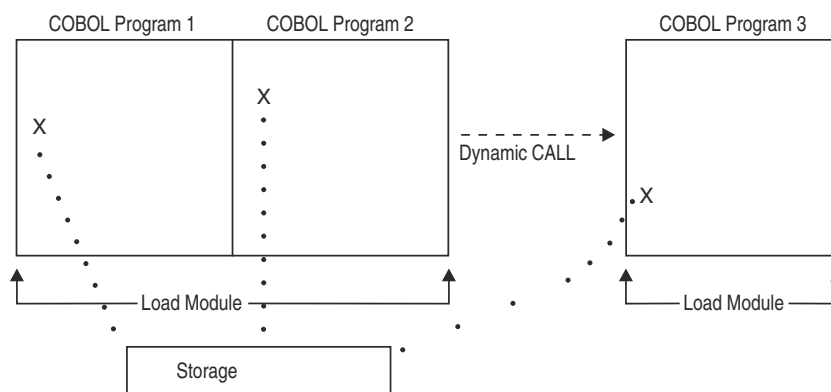 COBOL Program 1
COBOL Program 2
COBOL Program 3
X
X
Dynamic CALL
X
Load Module
Load Module
Storage